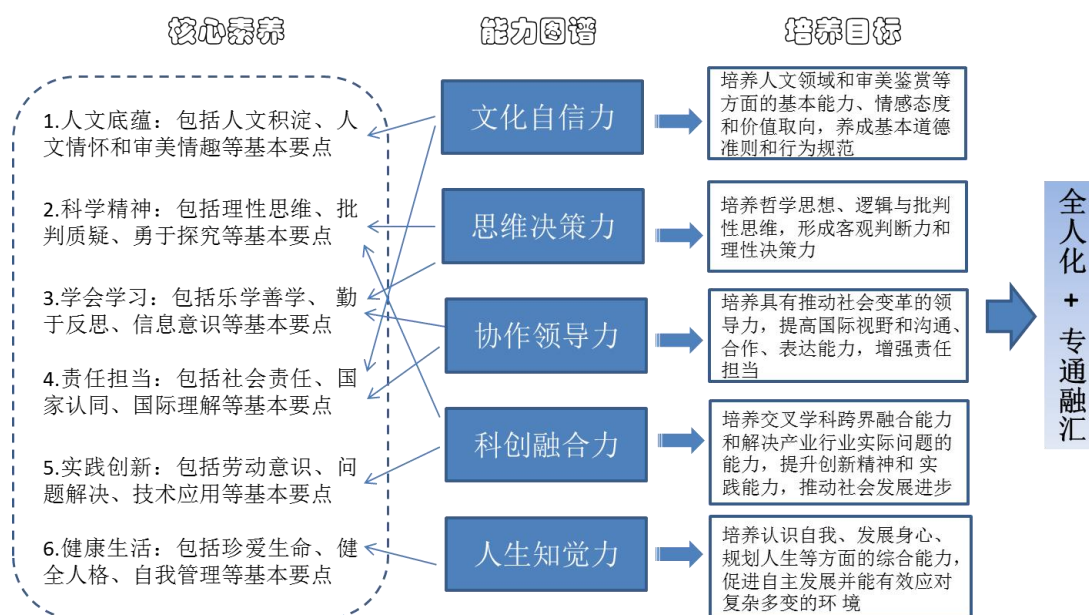 核心素养
能力图谱
培养目标
1.人文底蕴：包括人文积淀、人
文情怀和审美情趣等基本要点
2.科学精神：包括理性思维、批
判质疑、勇于探究等基本要点
3.学会学习：包括乐学善学、 勤
于反思、信息意识等基本要点
4.责任担当：包括社会责任、国
家认同、国际理解等基本要点
5.实践创新：包括劳动意识、问
题解决、技术应用等基本要点
6.健康生活：包括珍爱生命、健
全人格、自我管理等基本要点
文化自信力
思维决策力
协作领导力
科创融合力
人生知觉力
培养人文领域和审美鉴赏等
方面的基本能力、情感态度
和价值取向，养成基本道德
准则和行为规范
培养哲学思想、逻辑与批判
性思维，形成客观判断力和
理性决策力
培养具有推动社会变革的领
导力，提高国际视野和沟通、
合作、表达能力，增强责任
担当
培养交叉学科跨界融合能力
和解决产业行业实际问题的
能力，提升创新精神和 实
践能力，推动社会发展进步
培养认识自我、发展身心、
规划人生等方面的综合能力，
促进自主发展并能有效应对
复杂多变的环 境
全人化 + 专通融汇